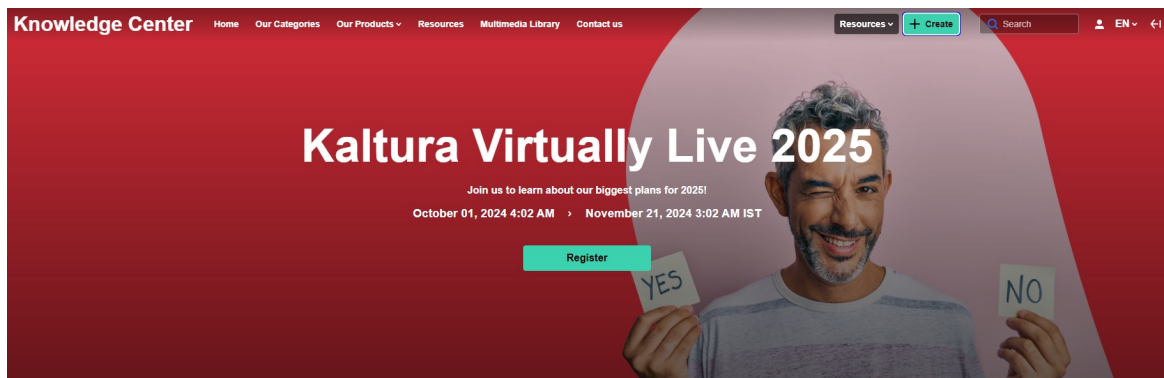 Knowledge Center Home Our Categories Our Products Resources Multimedia Library Contact us Resources + Create Search EN
Kaltura Virtually Live 2025
Join us to learn about our biggest plans for 2025!
October 01, 2024 4:02 AM › November 21, 2024 3:02 AM IST
Register
YES
NO